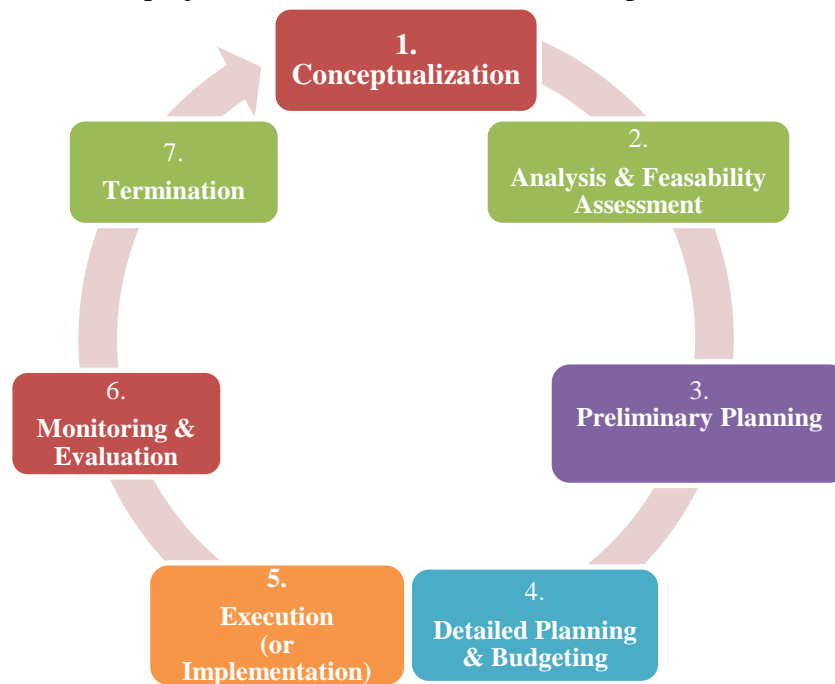 1.
Conceptualization
2.
Analysis & Feasability
Assessment
3.
Preliminary Planning
4.
Detailed Planning
& Budgeting
5.
Execution
(or
Implementation)
6.
Monitoring &
Evaluation
7.
Termination